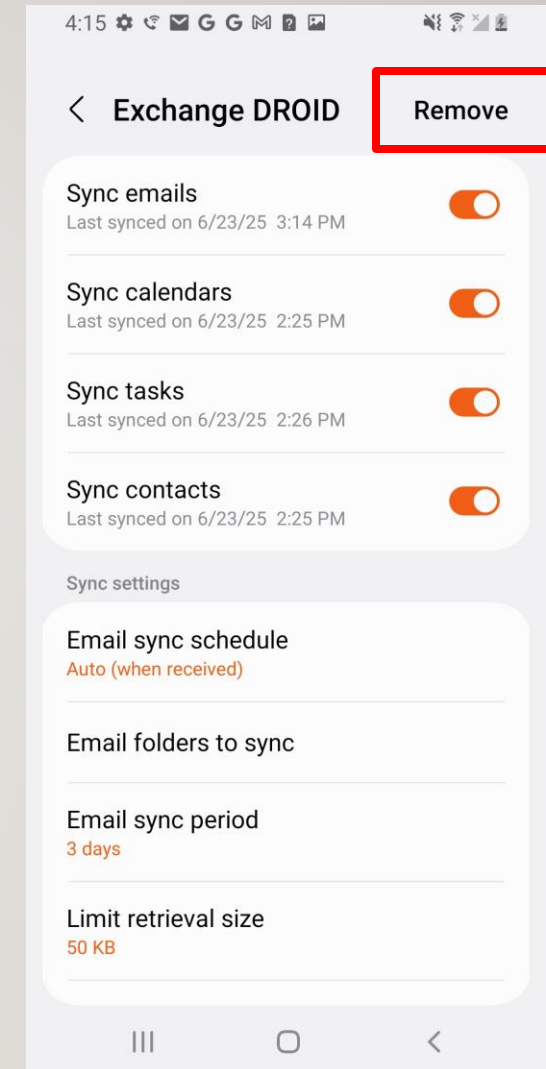 4:15
Exchange DROID Remove
Sync emails
Last synced on 6/23/25 3:14 PM
Sync calendars
Last synced on 6/23/25 2:25 PM
Sync tasks
Last synced on 6/23/25 2:26 PM
Sync contacts
Last synced on 6/23/25 2:25 PM
Sync settings
Email sync schedule
Auto (when received)
Email folders to sync
Email sync period
3 days
Limit retrieval size
50 KB